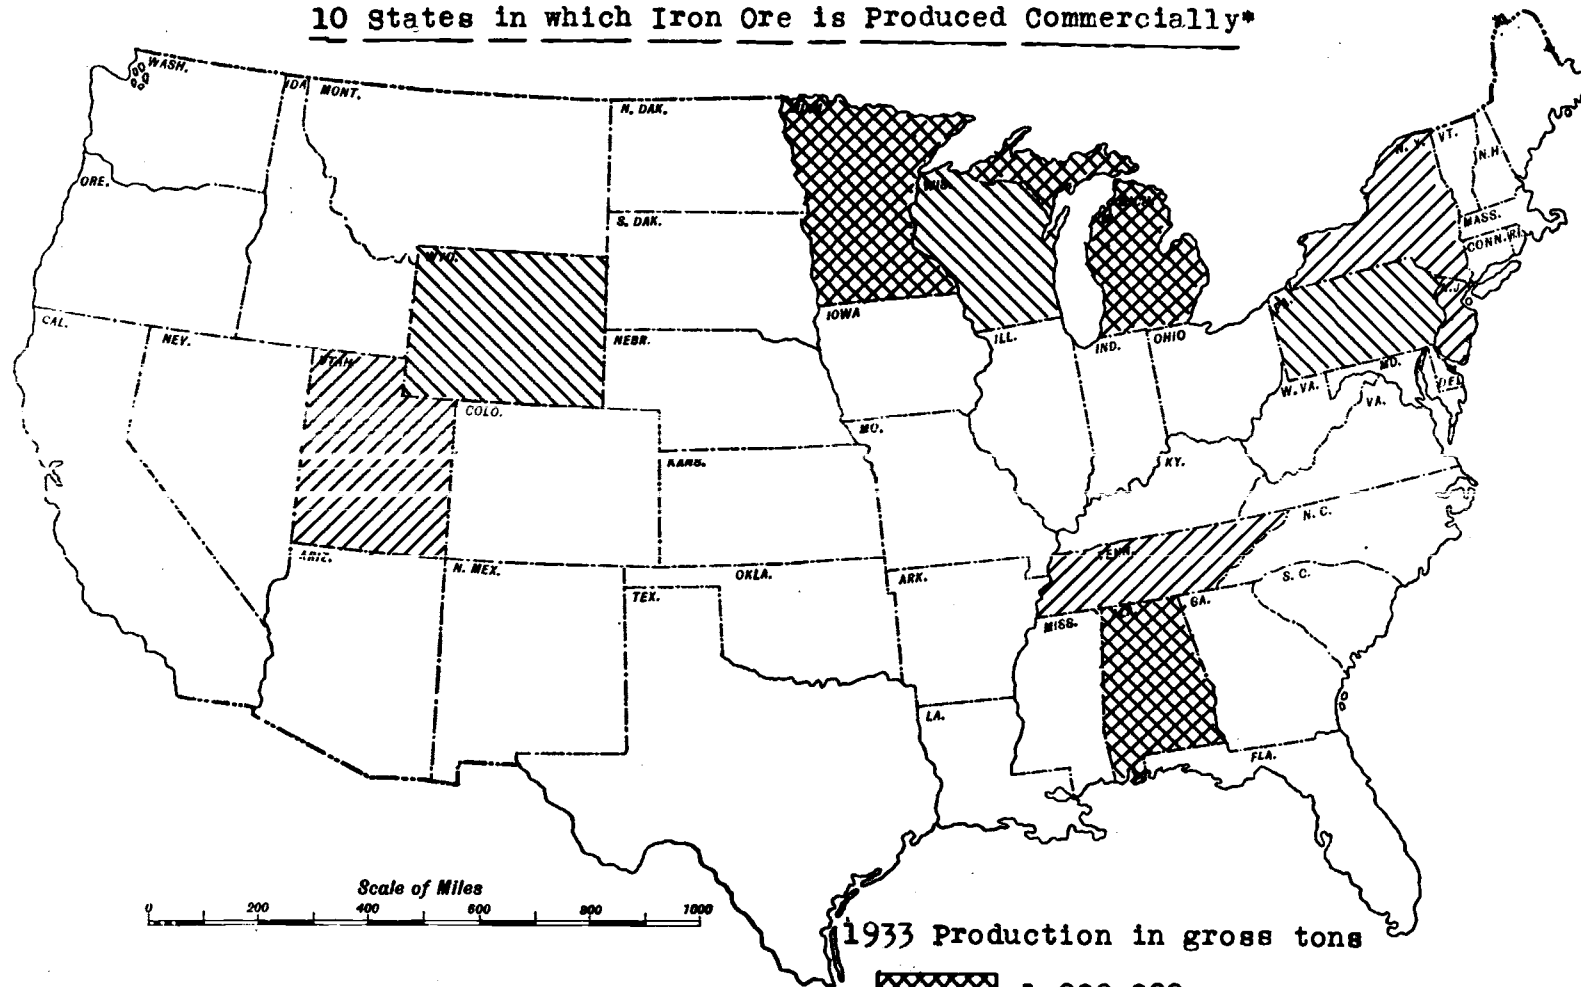 10 States in which Iron Ore is Produced Commercially*
WASH.
IDA
MONT.
N. DAK.
ORE.
S. DAK.
WIS.
N. Y.
VT.
N.H.
MASS.
CONN.
R.I.
WYO.
CAL.
NEV.
UTAH
NEBR.
IOWA
ILL.
IND.
OHIO
PA.
N.J.
MD.
DEL
W.VA.
VA.
COLO.
MO.
KANS.
KY.
ARIZ.
N. MEX.
OKLA.
TEX.
ARK.
TENN.
N. C.
S. C.
MISS.
GA.
LA.
FLA.
Scale of Miles
0 200 400 600 800 1000
1933 Production in gross tons